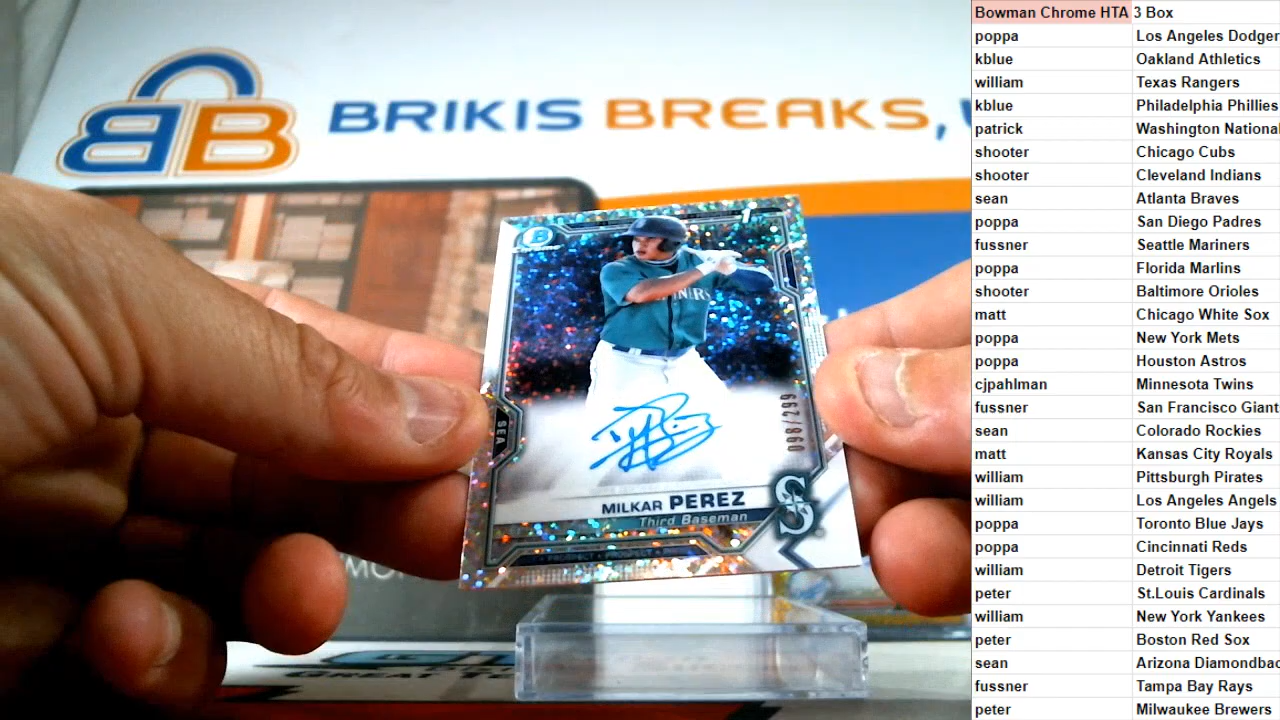 BRIKIS BREAKS,
B
chrome
1
NERS
SEA
098/299
MILKAR PEREZ
Third Baseman
PROSPECT • PROSPECT
S
Bowman Chrome HTA 3 Box
poppa Los Angeles Dodger
kblue Oakland Athletics
william Texas Rangers
kblue Philadelphia Phillies
patrick Washington National
shooter Chicago Cubs
shooter Cleveland Indians
sean Atlanta Braves
poppa San Diego Padres
fussner Seattle Mariners
poppa Florida Marlins
shooter Baltimore Orioles
matt Chicago White Sox
poppa New York Mets
poppa Houston Astros
cjpahlman Minnesota Twins
fussner San Francisco Giant
sean Colorado Rockies
matt Kansas City Royals
william Pittsburgh Pirates
william Los Angeles Angels
poppa Toronto Blue Jays
poppa Cincinnati Reds
william Detroit Tigers
peter St.Louis Cardinals
william New York Yankees
peter Boston Red Sox
sean Arizona Diamondbac
fussner Tampa Bay Rays
peter Milwaukee Brewers